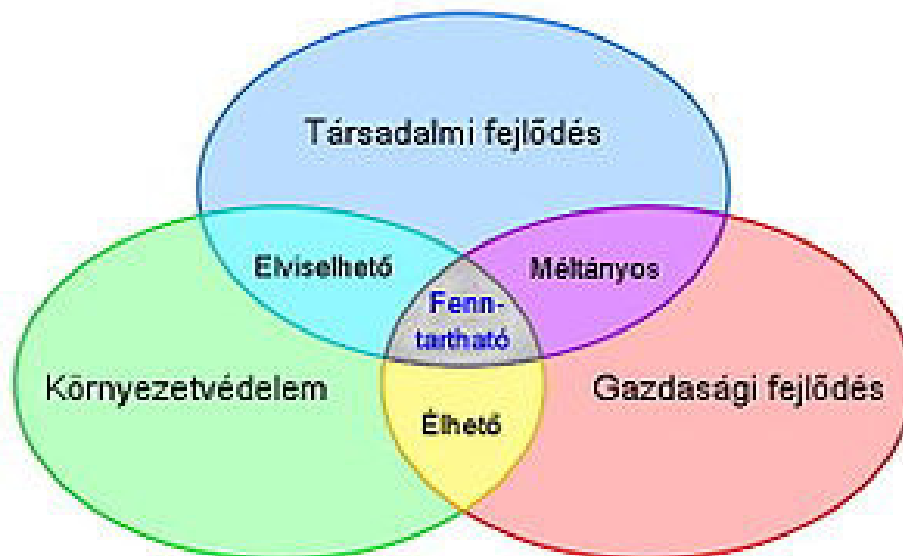 Társadalmi fejlődés
Elviselhető
Méltányos
Fenn-
tartható
Környezetvédelem
Gazdasági fejlődés
Élhető